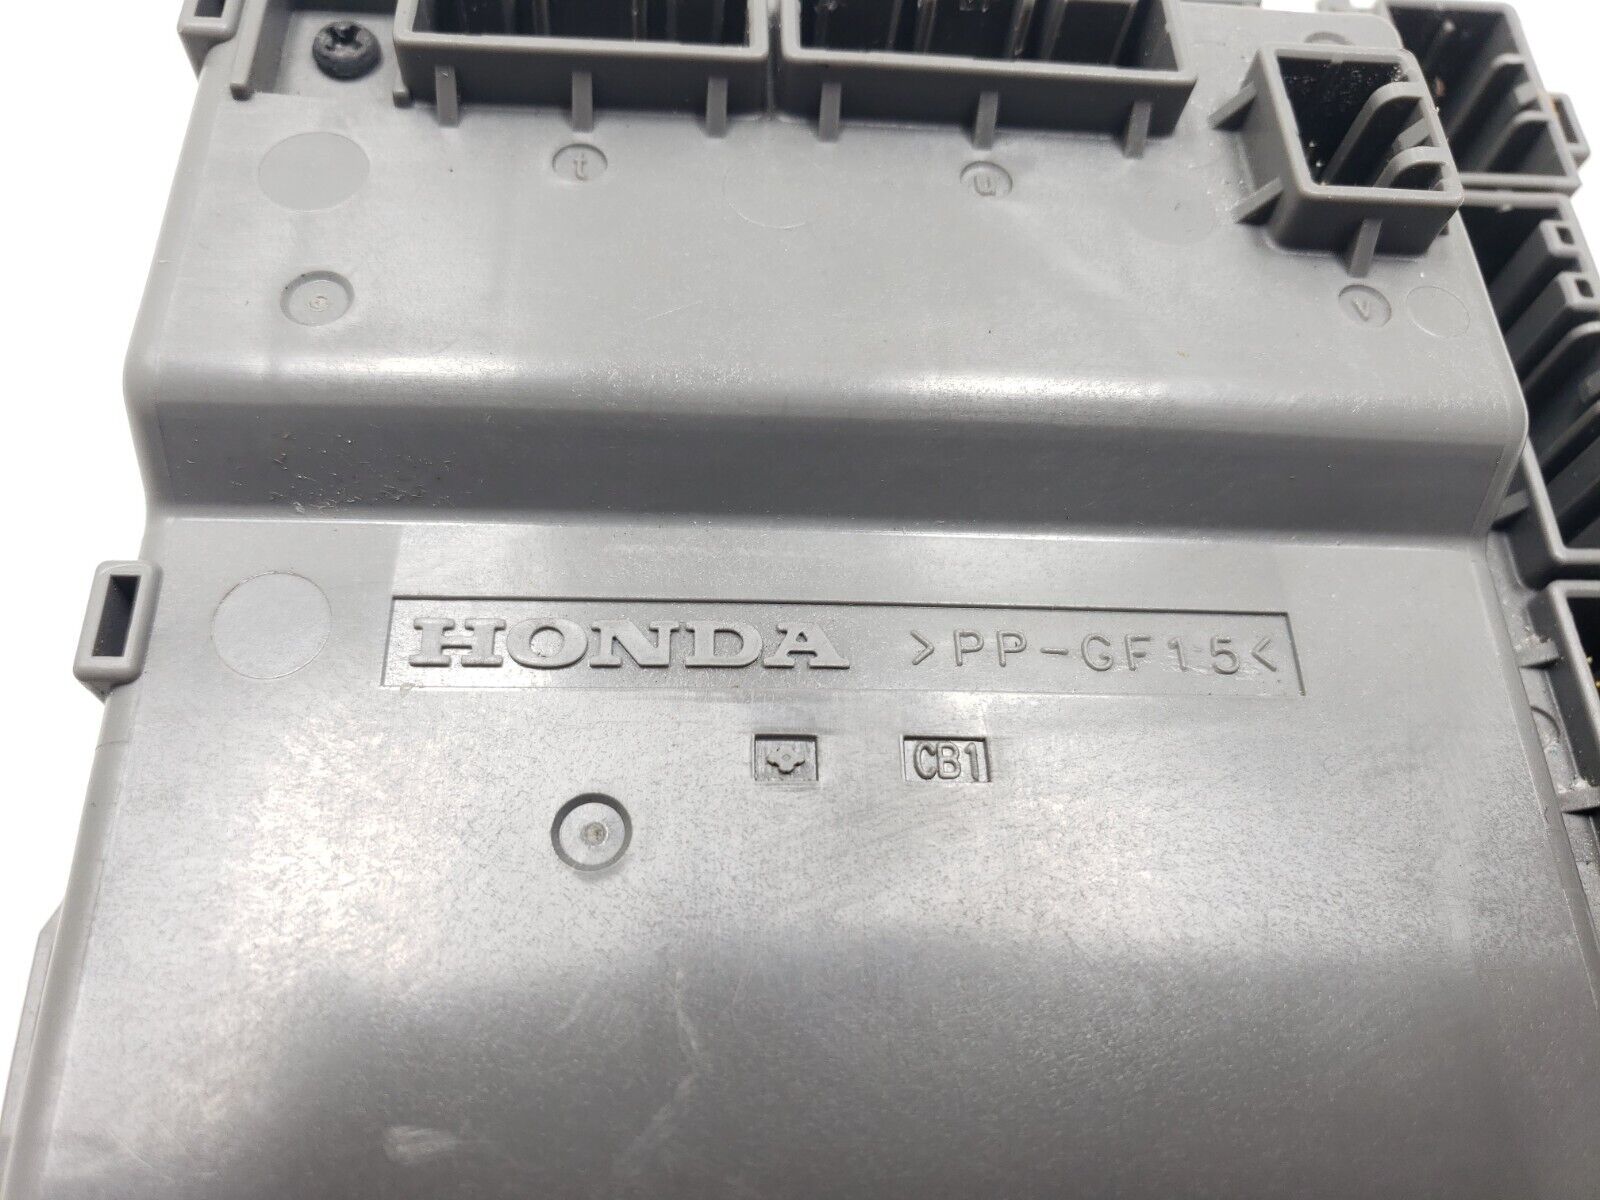 t
u
v
HONDA >PP-GF15<
CB1